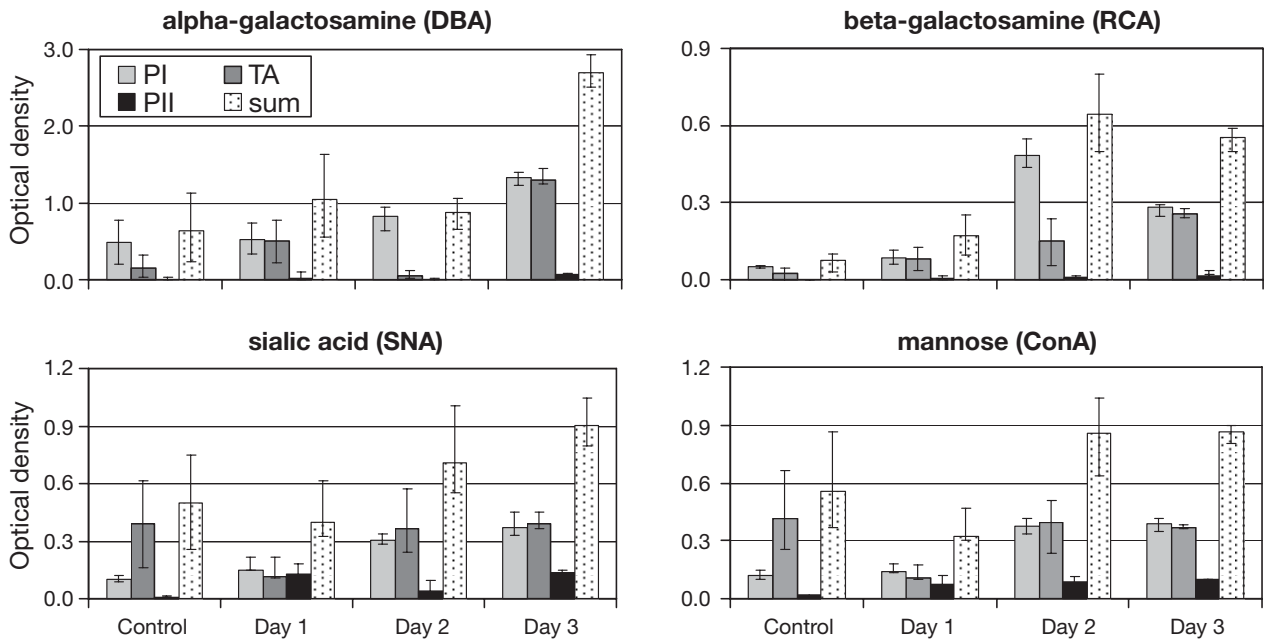 alpha-galactosamine (DBA)
3.0
2.0
1.0
0.0
Optical density
PI
TA
PII
sum
beta-galactosamine (RCA)
0.9
0.6
0.3
0.0
sialic acid (SNA)
1.2
0.9
0.6
0.3
0.0
Optical density
Control
Day 1
Day 2
Day 3
mannose (ConA)
1.2
0.9
0.6
0.3
0.0
Control
Day 1
Day 2
Day 3